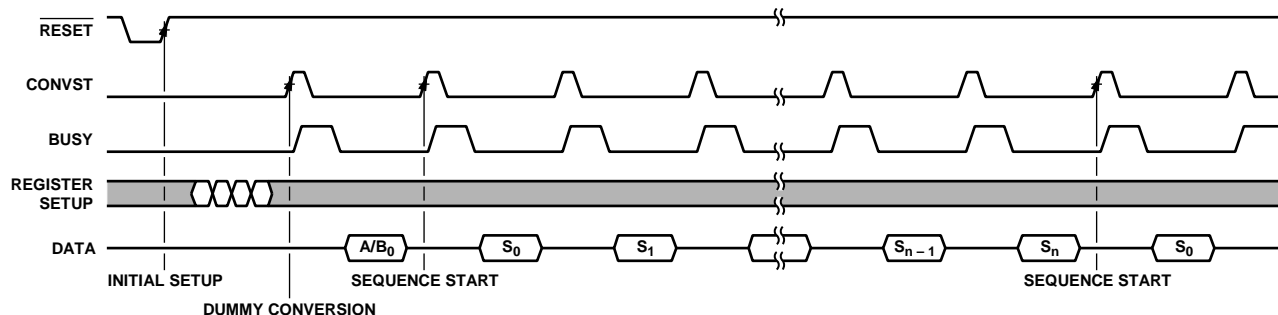 RESET
CONVST
BUSY
REGISTER
SETUP
DATA
A/B0
S0
S1
Sn – 1
Sn
S0
INITIAL SETUP
SEQUENCE START
SEQUENCE START
DUMMY CONVERSION